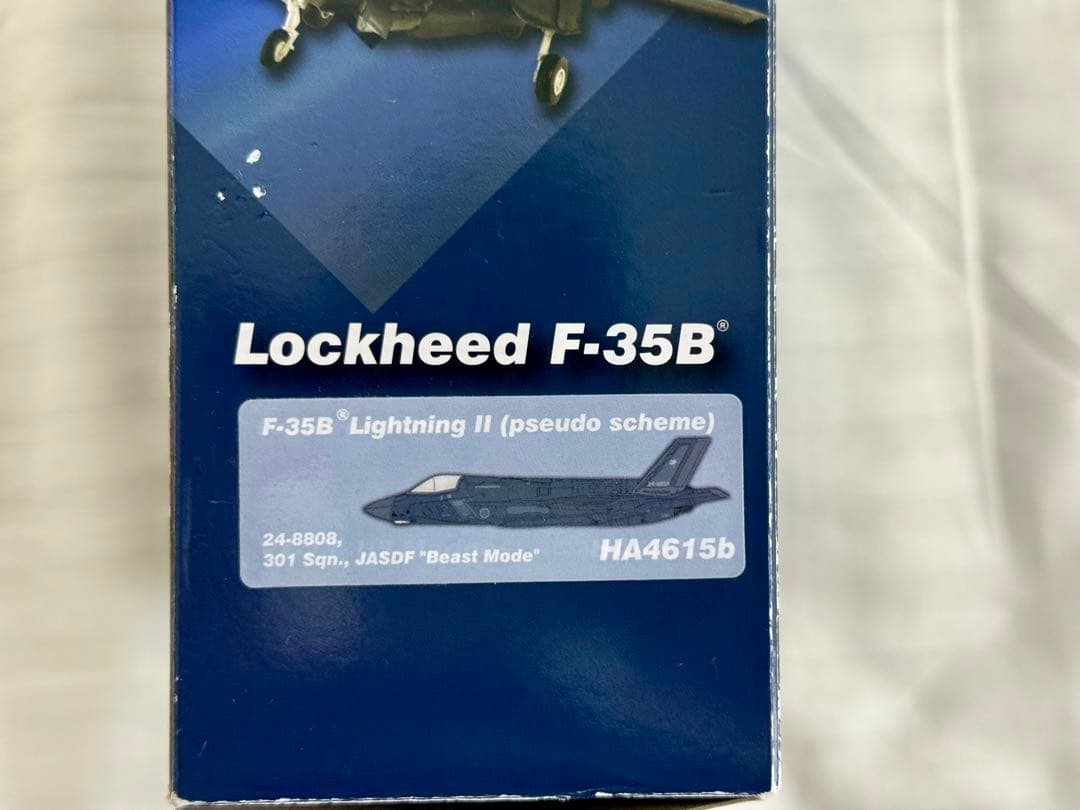 Lockheed F-35B®
F-35B® Lightning II (pseudo scheme)
24-8808,
301 Sqn., JASDF "Beast Mode"
HA4615b